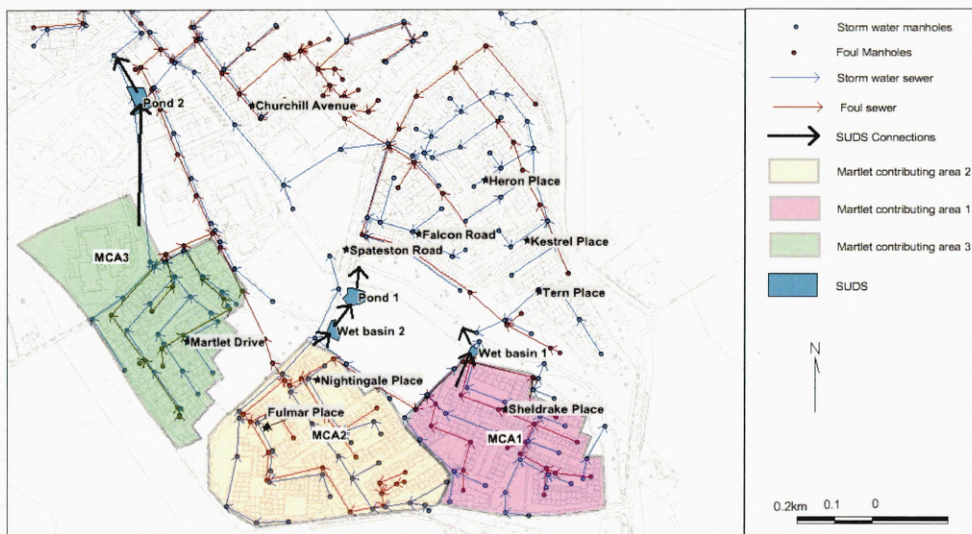 Pond 2
Churchill Avenue
Heron Place
Falcon Road
Kestrel Place
Spateston Road
MCA3
Tern Place
Pond 1
Wet basin 2
Martlet Drive
Wet basin 1
Nightingale Place
Fulmar Place
Sheldrake Place
MCA2
MCA1
Storm water manholes
Foul Manholes
Storm water sewer
Foul sewer
SUDS Connections
Martlet contributing area 2
Martlet contributing area 1
Martlet contributing area 3
SUDS
N
0.2km 0.1 0